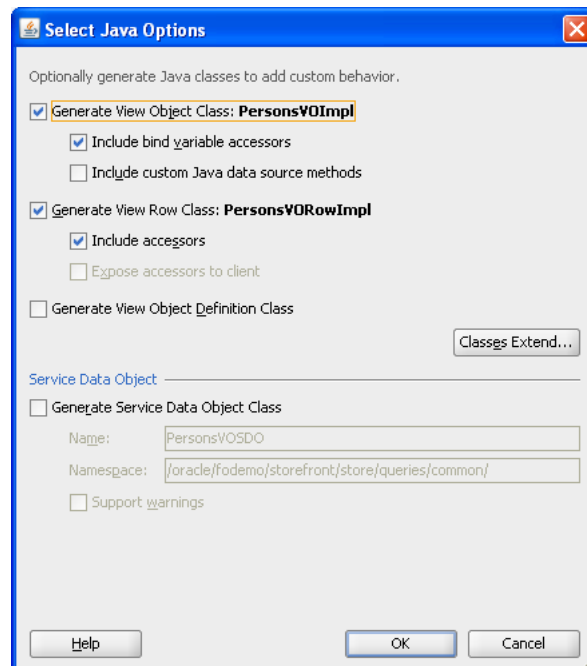 Select Java Options
Optionally generate Java classes to add custom behavior.
Generate View Object Class: PersonsVOImpl
Include bind variable accessors
Include custom Java data source methods
Generate View Row Class: PersonsVORowImpl
Include accessors
Expose accessors to client
Generate View Object Definition Class
Classes Extend...
Service Data Object
Generate Service Data Object Class
Name: PersonsVOSDO
Namespace: /oracle/fodemo/storefront/store/queries/common/
Support warnings
Help OK Cancel